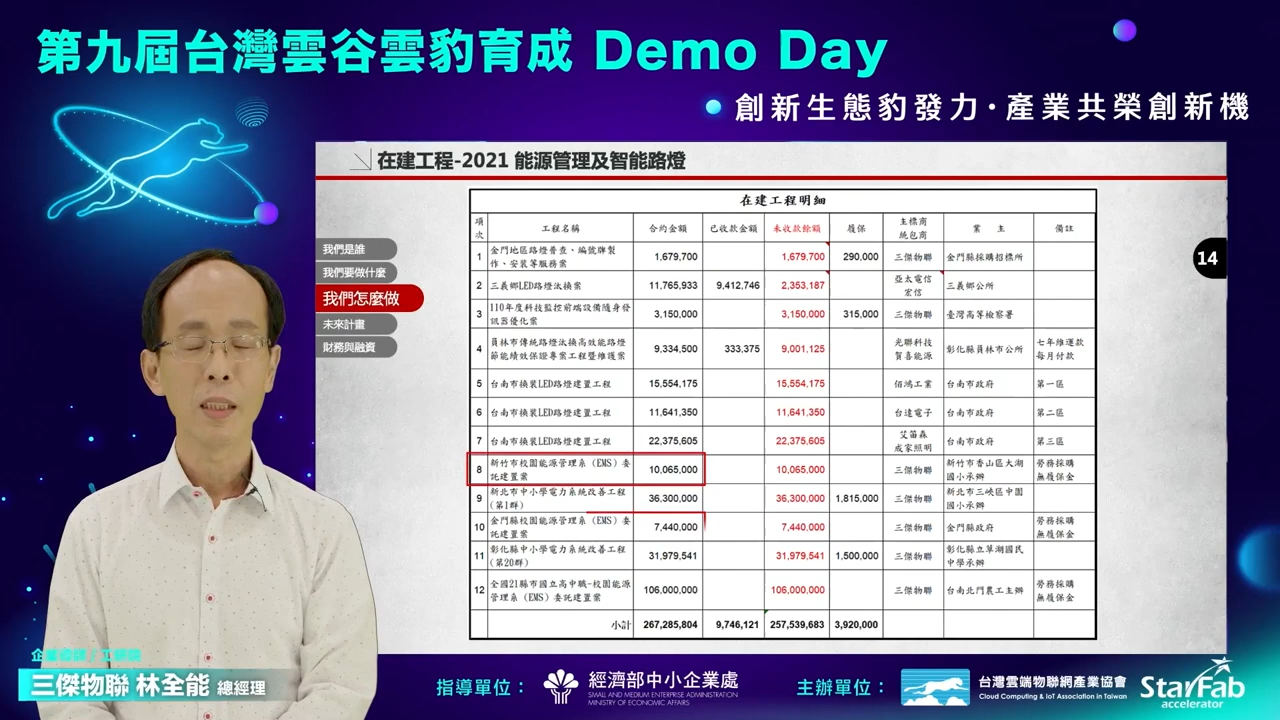 第九屆台灣雲谷雲豹育成 Demo Day
創新生態豹發力·產業共榮創新機
在建工程-2021 能源管理及智能路燈
14
我們是誰
我們要做什麼
我們怎麼做
未來計畫
財務與融資
在建工程明細
項次 工程名稱 合約金額 已收款金額 未收款餘額 履保 主標商統包商 業主 備註
1 金門地區路燈普查、編號牌製作、安裝等服務案 1,679,700 1,679,700 290,000 三傑物聯 金門縣採購招標所
2 三義鄉LED路燈汰換案 11,765,933 9,412,746 2,353,187 亞太電信宏信 三義鄉公所
3 110年度科技監控前端設備隨身發訊器優化案 3,150,000 3,150,000 315,000 三傑物聯 臺灣高等檢察署
4 員林市傳統路燈汰換高效能路燈節能績效保證專案工程暨維護案 9,334,500 333,375 9,001,125 光聯科技賀喜能源 彰化縣員林市公所 七年維運款每月付款
5 台南市換裝LED路燈建置工程 15,554,175 15,554,175 佰鴻工業 台南市政府 第一區
6 台南市換裝LED路燈建置工程 11,641,350 11,641,350 台達電子 台南市政府 第二區
7 台南市換裝LED路燈建置工程 22,375,605 22,375,605 艾笛森成家照明 台南市政府 第三區
8 新竹市校園能源管理系(EMS)委託建置案 10,065,000 10,065,000 三傑物聯 新竹市香山區大湖國小承辦 勞務採購無履保金
9 新北市中小學電力系統改善工程(第1群) 36,300,000 36,300,000 1,815,000 三傑物聯 新北市三峽區中園國小承辦
10 金門縣校園能源管理系(EMS)委託建置案 7,440,000 7,440,000 三傑物聯 金門縣政府 勞務採購無履保金
11 彰化縣中小學電力系統改善工程(第20群) 31,979,541 31,979,541 1,500,000 三傑物聯 彰化縣立草湖國民中學承辦
12 全國21縣市國立高中職-校園能源管理系(EMS)委託建置案 106,000,000 106,000,000 三傑物聯 台南北門農工主辦 勞務採購無履保金
小計 267,285,804 9,746,121 257,539,683 3,920,000
三傑物聯 林全能 總經理
指導單位：
經濟部中小企業處
SMALL AND MEDIUM ENTERPRISE ADMINISTRATION
MINISTRY OF ECONOMIC AFFAIRS
主辦單位：
台灣雲端物聯網產業協會
Cloud Computing & IoT Association in Taiwan
StarFab
accelerator